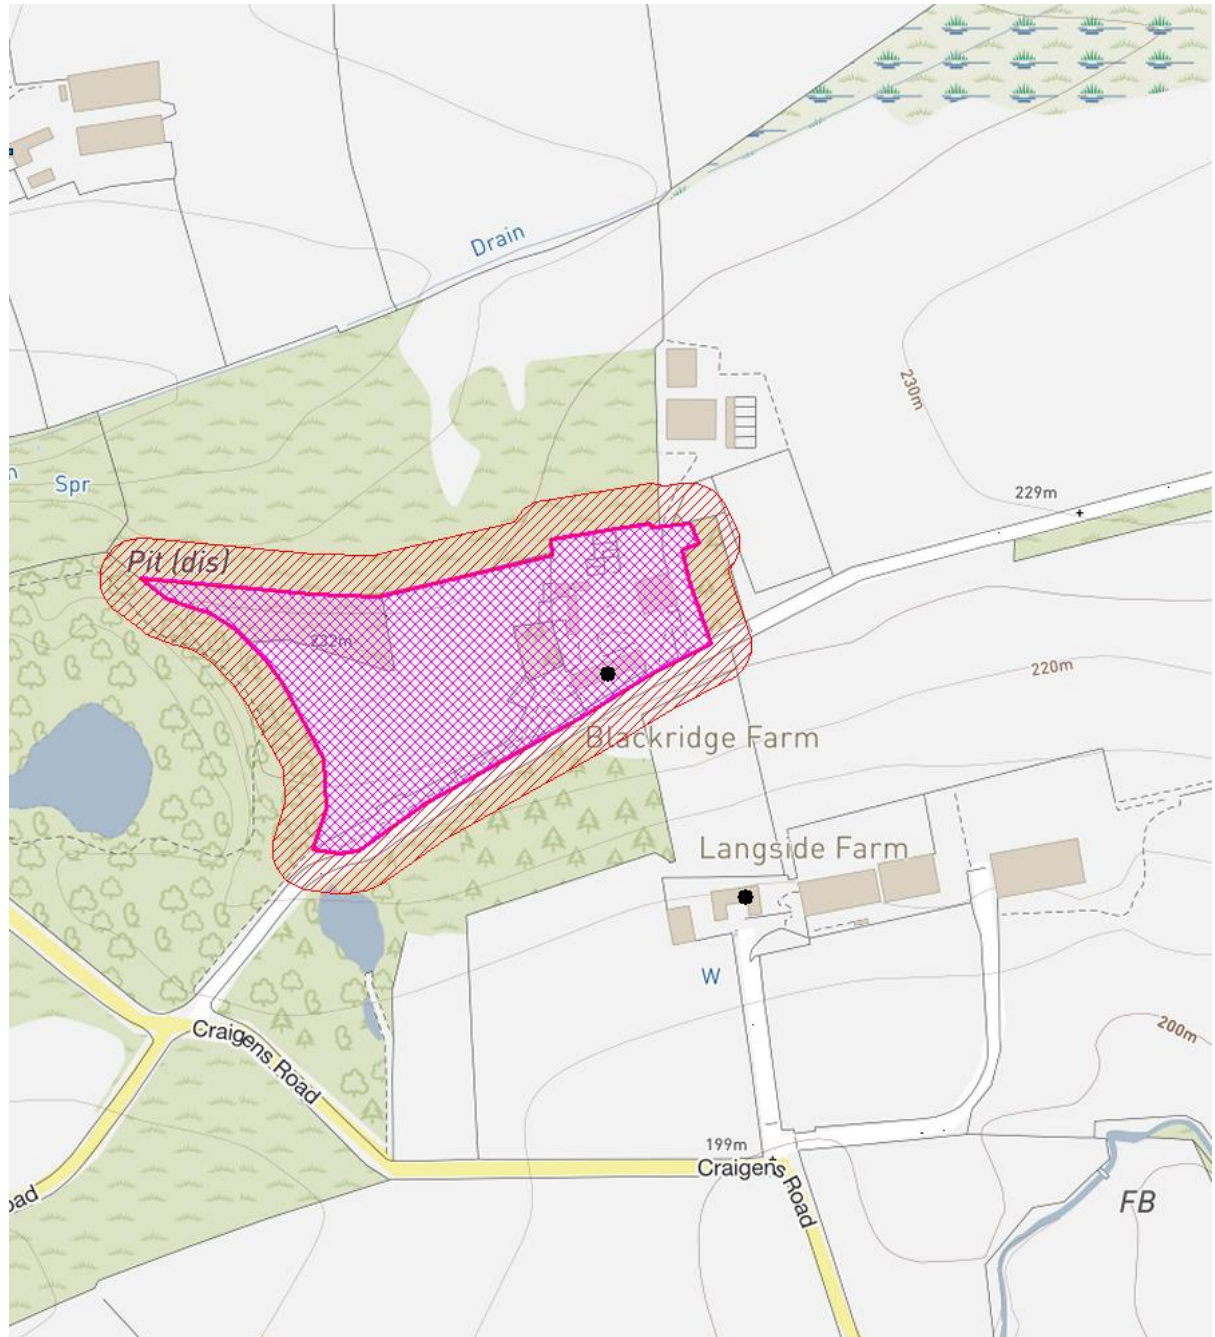 Drain
230m
n
Spr
229m
Pit (dis)
232m
220m
Blackridge Farm
Langside Farm
W
200m
Craigens Road
199m
Craigens Road
oad
FB